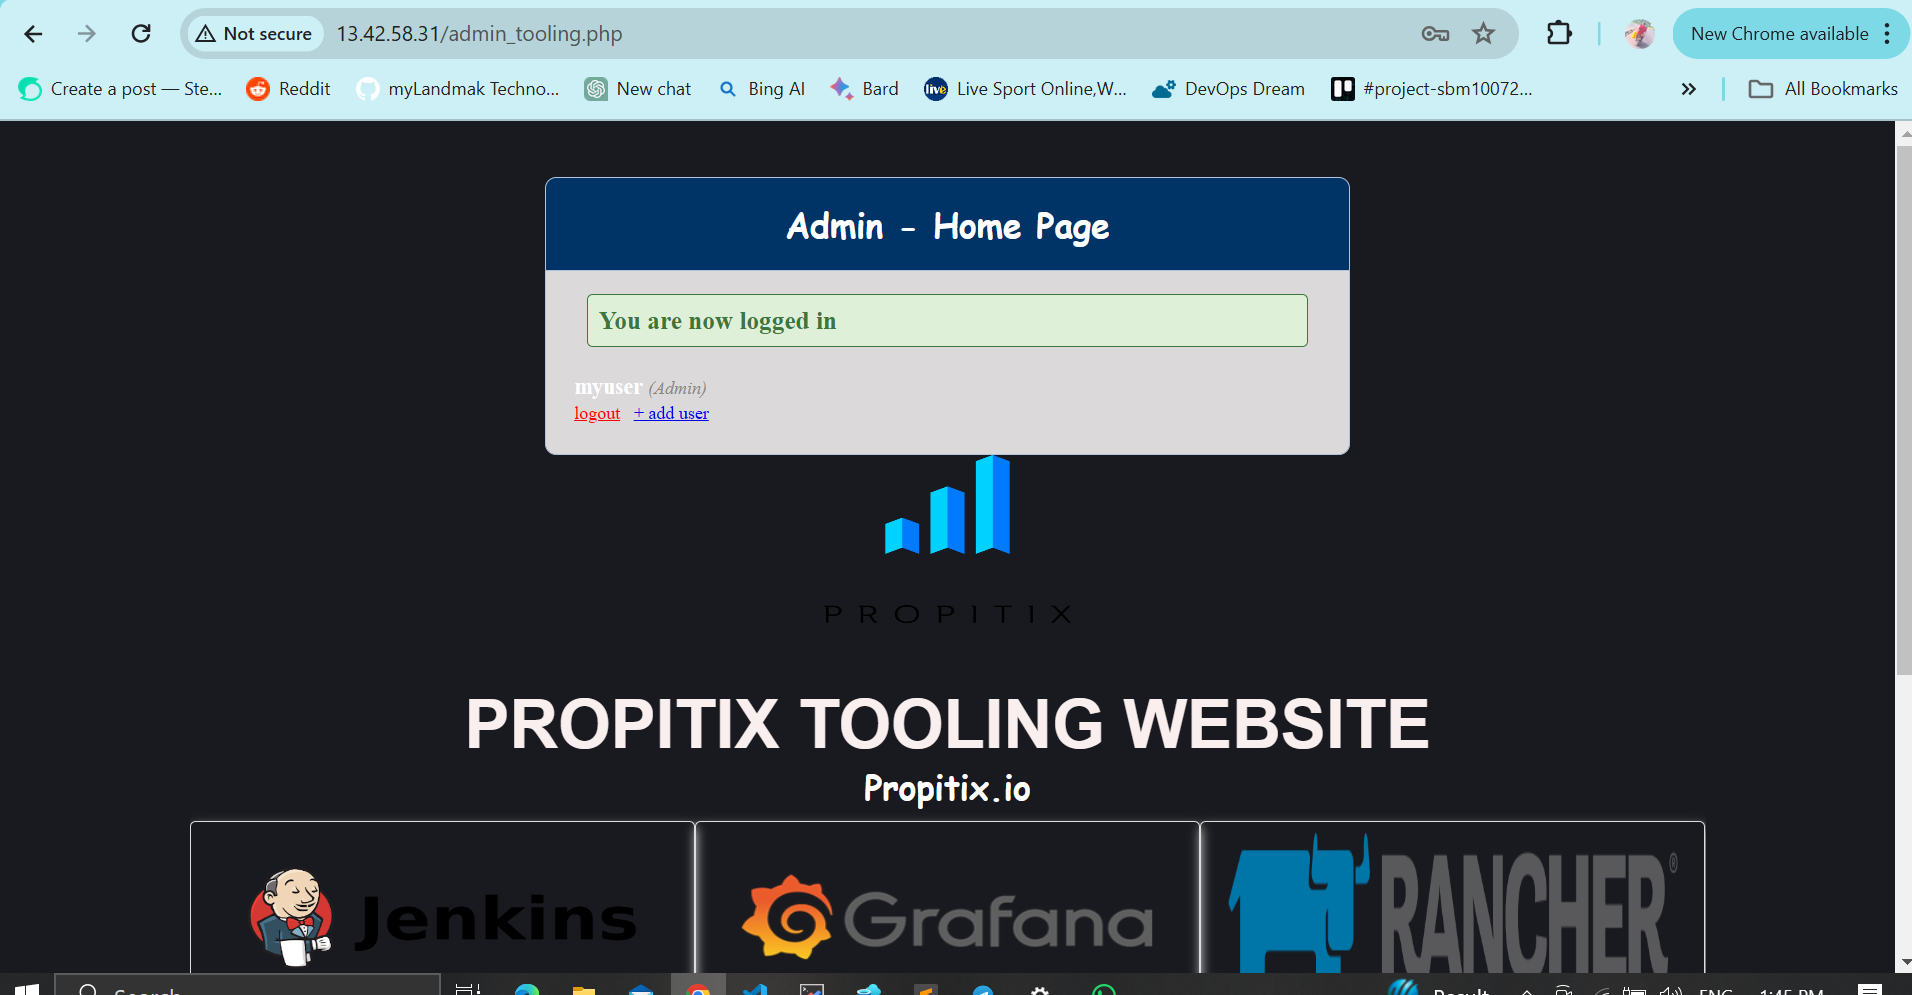 Not secure 13.42.58.31/admin_tooling.php New Chrome available
Create a post — Ste... Reddit myLandmak Techno... New chat Bing AI Bard Live Sport Online,W... DevOps Dream #project-sbm10072... » All Bookmarks
Admin - Home Page
You are now logged in
myuser (Admin)
logout + add user
PROPITIX
PROPITIX TOOLING WEBSITE
Propitix.io
Jenkins Grafana RANCHER®
Search Result ENG 1:45 PM